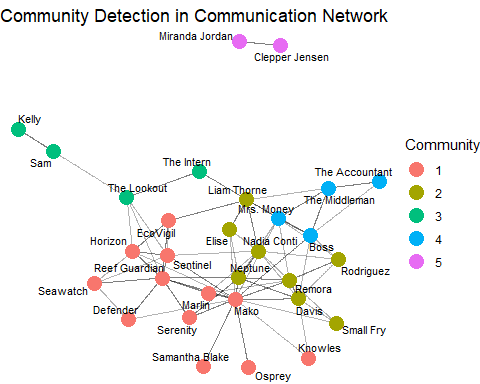 Community Detection in Communication Network
Miranda Jordan
Clepper Jensen
Kelly
Sam
The Intern
The Lookout
Liam Thorne
The Accountant
The Middleman
Mrs. Money
EcoVigil
Elise
Nadia Conti
Boss
Horizon
Reef Guardian
Sentinel
Neptune
Rodriguez
Seawatch
Remora
Marlin
Mako
Davis
Defender
Serenity
Small Fry
Samantha Blake
Knowles
Osprey
Community
1
2
3
4
5